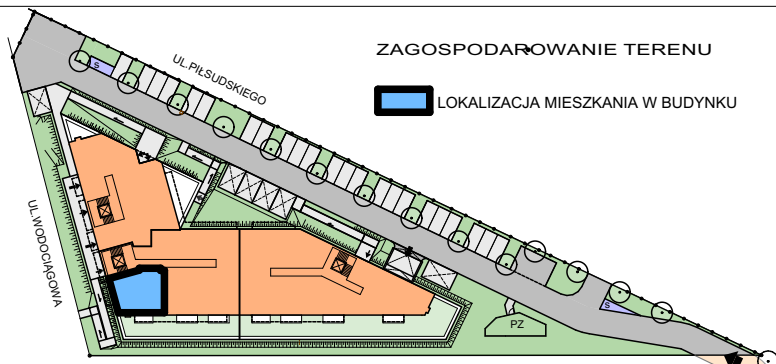 ZAGOSPODAROWANIE TERENU
UL.PIŁSUDSKIEGO
LOKALIZACJA MIESZKANIA W BUDYNKU
UL.WODOCIĄGOWA
S
S
PZ